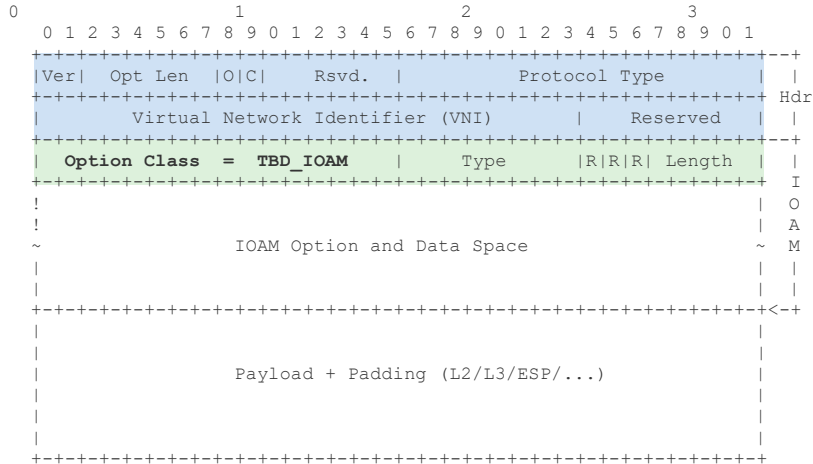 0                   1                   2                   3
 0 1 2 3 4 5 6 7 8 9 0 1 2 3 4 5 6 7 8 9 0 1 2 3 4 5 6 7 8 9 0 1
+-+-+-+-+-+-+-+-+-+-+-+-+-+-+-+-+-+-+-+-+-+-+-+-+-+-+-+-+-+-+-+-+--+
|Ver|  Opt Len  |O|C|    Rsvd.  |          Protocol Type        |  |
+-+-+-+-+-+-+-+-+-+-+-+-+-+-+-+-+-+-+-+-+-+-+-+-+-+-+-+-+-+-+-+-+ Hdr
|        Virtual Network Identifier (VNI)       |    Reserved   |  |
+-+-+-+-+-+-+-+-+-+-+-+-+-+-+-+-+-+-+-+-+-+-+-+-+-+-+-+-+-+-+-+-+--+
|  Option Class  =  TBD_IOAM    |      Type     |R|R|R| Length  |  |
+-+-+-+-+-+-+-+-+-+-+-+-+-+-+-+-+-+-+-+-+-+-+-+-+-+-+-+-+-+-+-+-+  I
!                                                               |  O
!                                                               |  A
~                 IOAM Option and Data Space                    ~  M
|                                                               |  |
|                                                               |  |
+-+-+-+-+-+-+-+-+-+-+-+-+-+-+-+-+-+-+-+-+-+-+-+-+-+-+-+-+-+-+-+-+<-+
|                                                               |
|                                                               |
|                 Payload + Padding (L2/L3/ESP/...)             |
|                                                               |
|                                                               |
|                                                               |
+-+-+-+-+-+-+-+-+-+-+-+-+-+-+-+-+-+-+-+-+-+-+-+-+-+-+-+-+-+-+-+-+